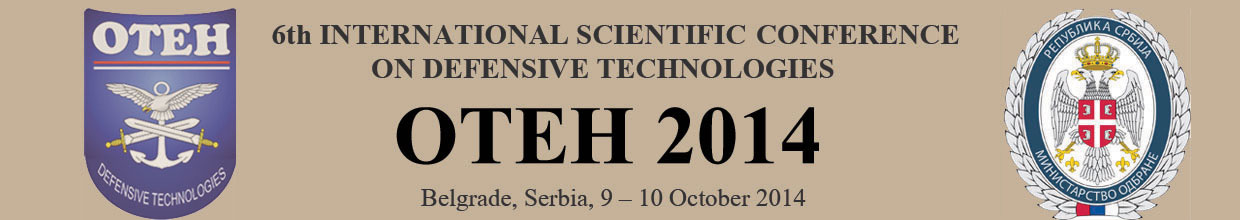 OTEH
DEFENSIVE TECHNOLOGIES
6th INTERNATIONAL SCIENTIFIC CONFERENCE
ON DEFENSIVE TECHNOLOGIES
OTEH 2014
Belgrade, Serbia, 9 – 10 October 2014
РЕПУБЛИКА СРБИЈА
МИНИСТАРСТВО ОДБРАНЕ